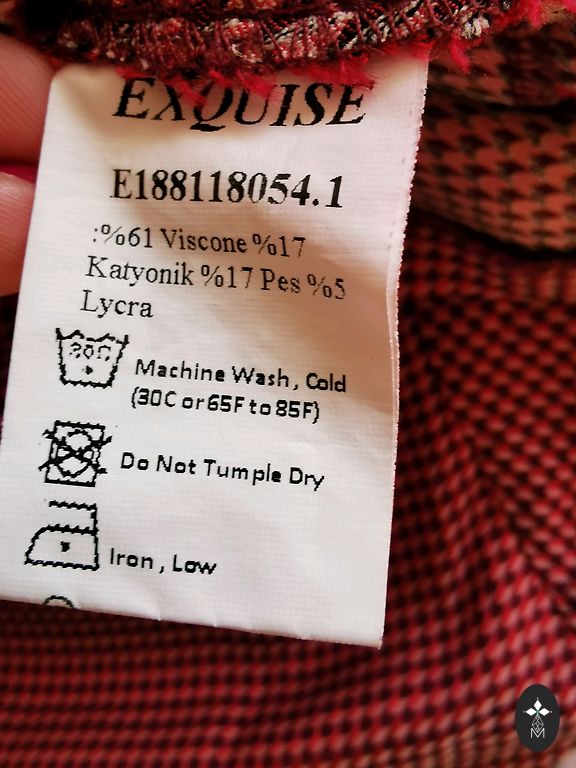 EXQUISE
E188118054.1
:%61 Viscone %17
Katyonik %17 Pes %5
Lycra
30C
Machine Wash, Cold
(30C or 65F to 85F)
Do Not Tumple Dry
Iron, Low
M